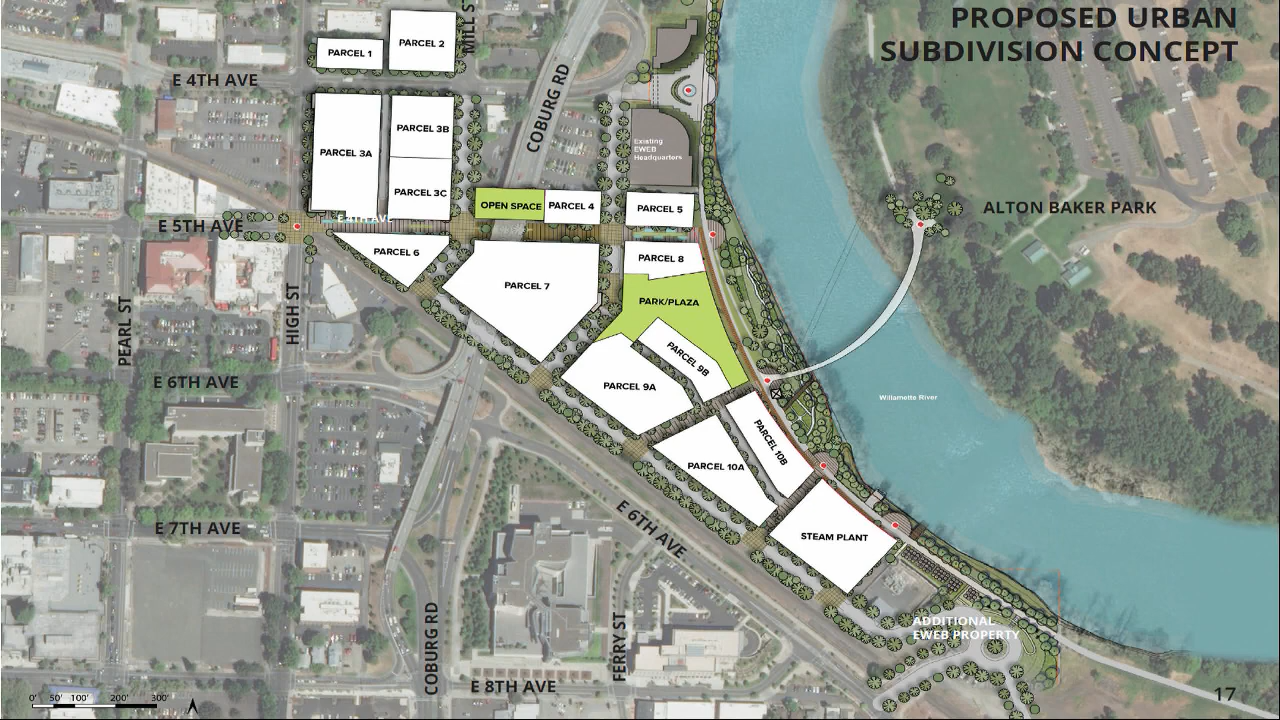 PROPOSED URBAN
SUBDIVISION CONCEPT
MILL S
PARCEL 1
PARCEL 2
E 4TH AVE
COBURG RD
PARCEL 3A
PARCEL 3B
PARCEL 3C
Existing
EWEB
Headquarters
OPEN SPACE
PARCEL 4
PARCEL 5
ALTON BAKER PARK
E 5TH AVE
PARCEL 6
PARCEL 7
PARCEL 8
PARK/PLAZA
PEARL ST
HIGH ST
PARCEL 9B
PARCEL 9A
E 6TH AVE
Willamette River
PARCEL 10B
PARCEL 10A
E 7TH AVE
E 6TH AVE
STEAM PLANT
COBURG RD
FERRY ST
ADDITIONAL
EWEB PROPERTY
E 8TH AVE
0' 50' 100' 200' 300'
17